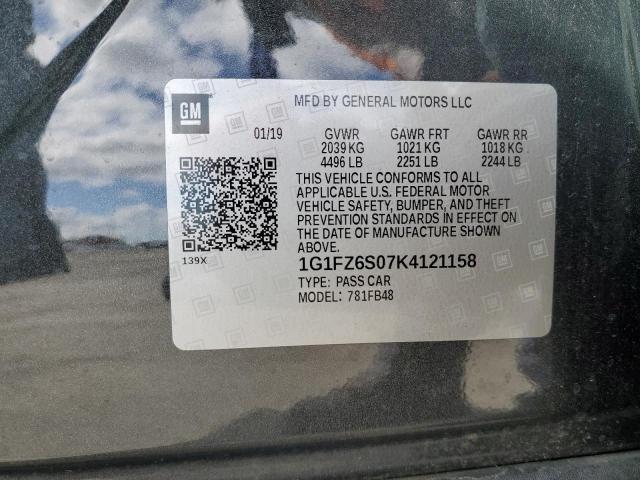 GM
MFD BY GENERAL MOTORS LLC
01/19 GVWR GAWR FRT GAWR RR
2039 KG 1021 KG 1018 KG
4496 LB 2251 LB 2244 LB
THIS VEHICLE CONFORMS TO ALL
APPLICABLE U.S. FEDERAL MOTOR
VEHICLE SAFETY, BUMPER, AND THEFT
PREVENTION STANDARDS IN EFFECT ON
THE DATE OF MANUFACTURE SHOWN
ABOVE.
139X
1G1FZ6S07K4121158
TYPE: PASS CAR
MODEL: 781FB48